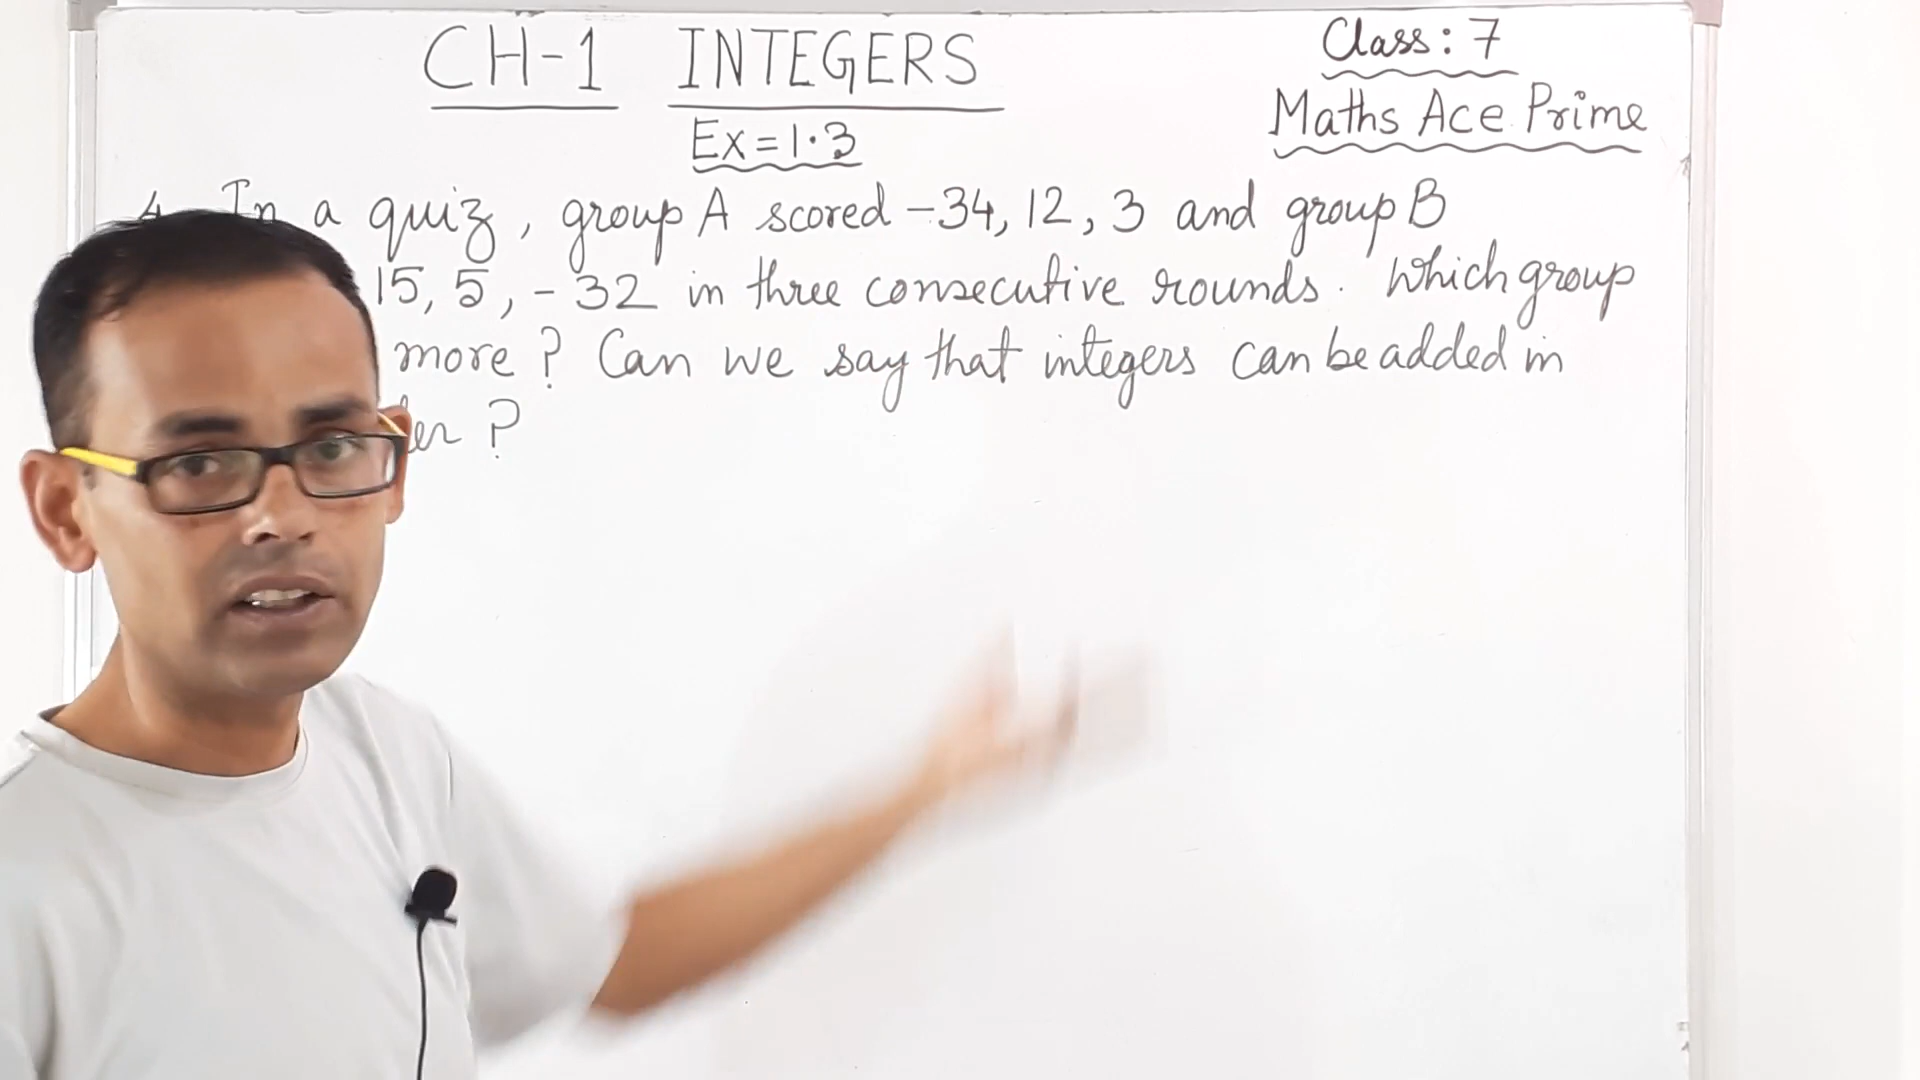 CH-1 INTEGERS
Class: 7
Maths Ace Prime
Ex=1.3
4. In a quiz, group A scored -34, 12, 3 and group B
15, 5, -32 in three consecutive rounds. Which group
more? Can we say that integers can be added in
?